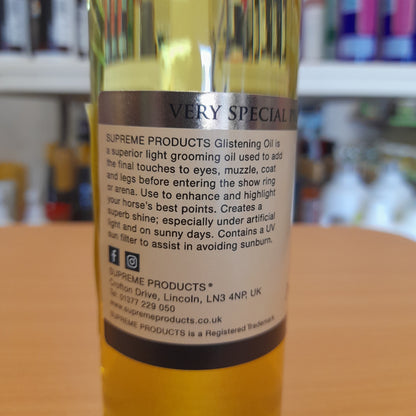 VERY SPECIAL
SUPREME PRODUCTS Glistening Oil is
a superior light grooming oil used to add
the final touches to eyes, muzzle, coat
and legs before entering the show ring
or arena. Use to enhance and highlight
your horse's best points. Creates a
superb shine; especially under artificial
light and on sunny days. Contains a UV
sun filter to assist in avoiding sunburn.
SUPREME PRODUCTS®
Crofton Drive, Lincoln, LN3 4NP, UK
Tel: 01377 229 050
www.supremeproducts.co.uk
SUPREME PRODUCTS is a Registered Trademark